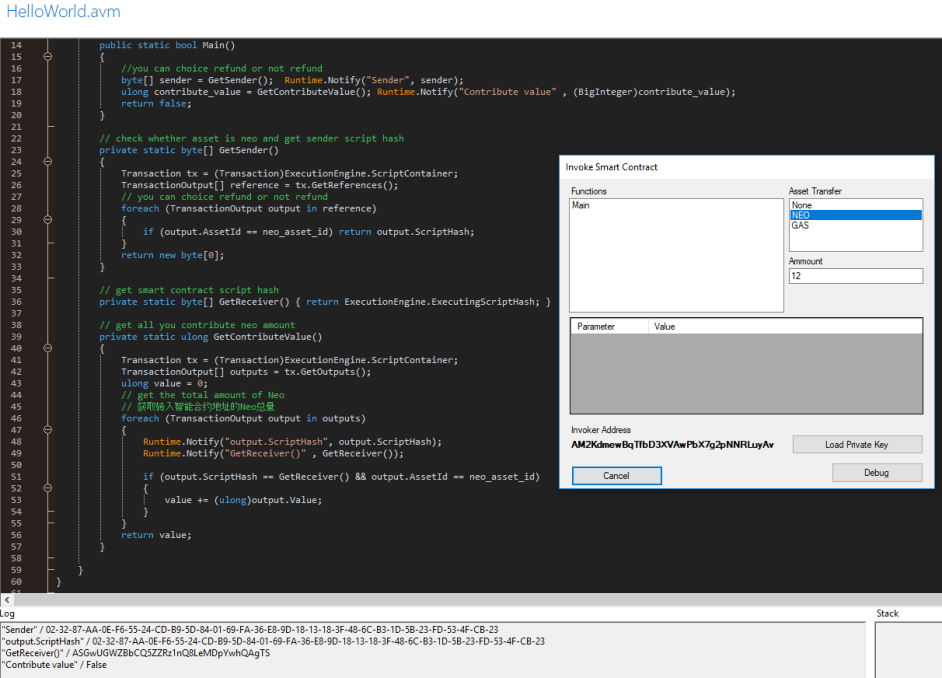 HelloWorld.avm
14 public static bool Main()
15 {
16 //you can choice refund or not refund
17 byte[] sender = GetSender();  Runtime.Notify("Sender", sender);
18 ulong contribute_value = GetContributeValue(); Runtime.Notify("Contribute value" , (BigInteger)contribute_value);
19 return false;
20 }
21
22 // check whether asset is neo and get sender script hash
23 private static byte[] GetSender()
24 {
25 Transaction tx = (Transaction)ExecutionEngine.ScriptContainer;
26 TransactionOutput[] reference = tx.GetReferences();
27 // you can choice refund or not refund
28 foreach (TransactionOutput output in reference)
29 {
30 if (output.AssetId == neo_asset_id) return output.ScriptHash;
31 }
32 return new byte[0];
33 }
34
35 // get smart contract script hash
36 private static byte[] GetReceiver() { return ExecutionEngine.ExecutingScriptHash; }
37
38 // get all you contribute neo amount
39 private static ulong GetContributeValue()
40 {
41 Transaction tx = (Transaction)ExecutionEngine.ScriptContainer;
42 TransactionOutput[] outputs = tx.GetOutputs();
43 ulong value = 0;
44 // get the total amount of Neo
45 // 获取转入智能合约地址的Neo总量
46 foreach (TransactionOutput output in outputs)
47 {
48 Runtime.Notify("output.ScriptHash", output.ScriptHash);
49 Runtime.Notify("GetReceiver()" , GetReceiver());
50
51 if (output.ScriptHash == GetReceiver() && output.AssetId == neo_asset_id)
52 {
53 value += (ulong)output.Value;
54 }
55 }
56 return value;
57 }
58
59 }
60 }
61
Invoke Smart Contract
Functions
Main
Asset Transfer
None
NEO
GAS
Ammount
12
Parameter Value
Invoker Address
AM2KdmewBqTfbD3XVAwPbX7g2pNNRLuyAv
Load Private Key
Cancel
Debug
Log
Stack
"Sender" / 02-32-87-AA-0E-F6-55-24-CD-B9-5D-84-01-69-FA-36-E8-9D-18-13-18-3F-48-6C-B3-1D-5B-23-FD-53-4F-CB-23
"output.ScriptHash" / 02-32-87-AA-0E-F6-55-24-CD-B9-5D-84-01-69-FA-36-E8-9D-18-13-18-3F-48-6C-B3-1D-5B-23-FD-53-4F-CB-23
"GetReceiver()" / ASGwUGWZBbCQ5ZZRz1nQ8LeMDpYwhQAgTS
"Contribute value" / False